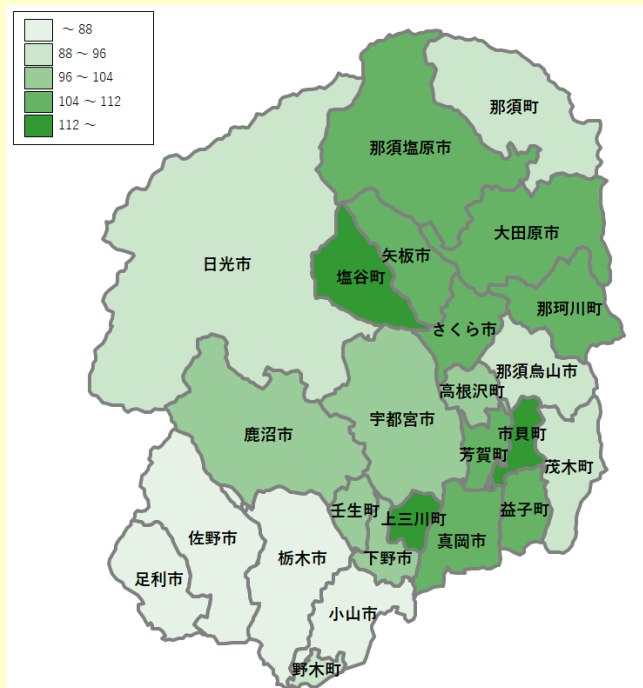 ～ 88
88 ～ 96
96 ～ 104
104 ～ 112
112 ～
那須町
那須塩原市
大田原市
矢板市
日光市
塩谷町
那珂川町
さくら市
那須烏山市
高根沢町
宇都宮市
市貝町
鹿沼市
芳賀町
茂木町
壬生町
上三川町
益子町
佐野市
真岡市
栃木市
下野市
足利市
小山市
野木町